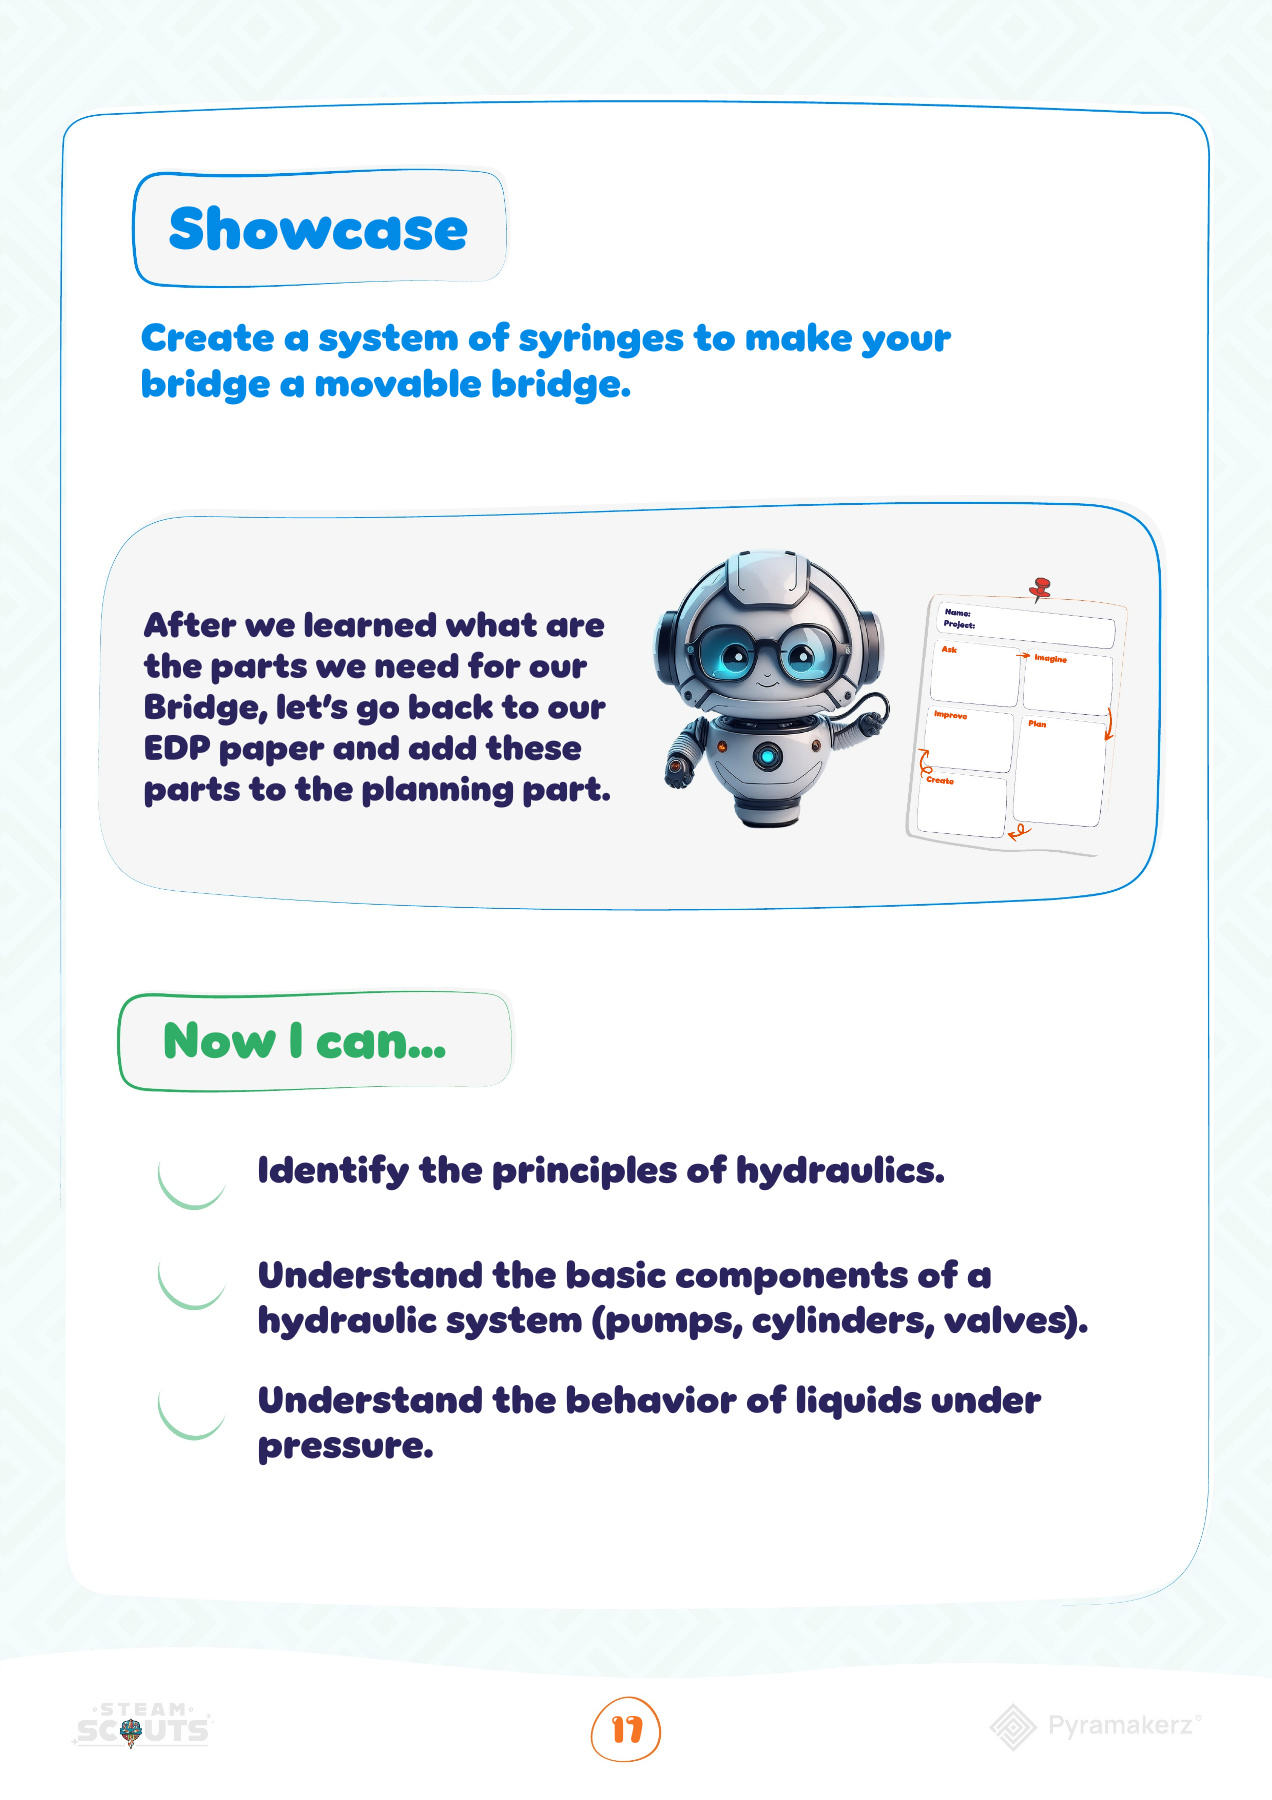 Showcase
Create a system of syringes to make your
bridge a movable bridge.
After we learned what are
the parts we need for our
Bridge, let's go back to our
EDP paper and add these
parts to the planning part.
Name:
Project:
Ask
Imagine
Improve
Plan
Create
Now I can...
Identify the principles of hydraulics.
Understand the basic components of a
hydraulic system (pumps, cylinders, valves).
Understand the behavior of liquids under
pressure.
STEAM
SCOUTS
17
Pyramakerz